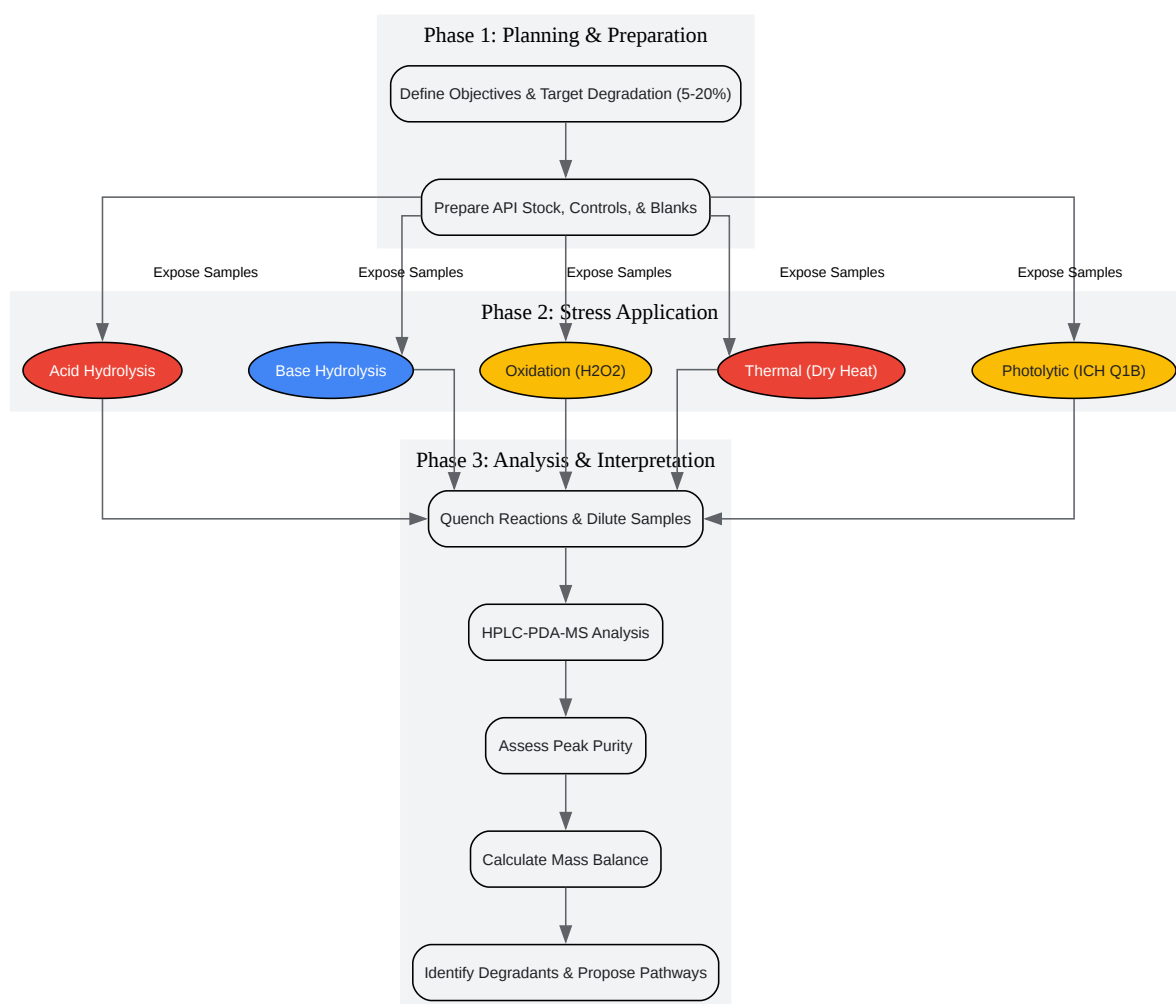 Phase 1: Planning & Preparation
Define Objectives & Target Degradation (5-20%)
Prepare API Stock, Controls, & Blanks
Expose Samples
Expose Samples
Expose Samples
Expose Samples
Expose Samples
Phase 2: Stress Application
Acid Hydrolysis
Base Hydrolysis
Oxidation (H2O2)
Thermal (Dry Heat)
Photolytic (ICH Q1B)
Phase 3: Analysis & Interpretation
Quench Reactions & Dilute Samples
HPLC-PDA-MS Analysis
Assess Peak Purity
Calculate Mass Balance
Identify Degradants & Propose Pathways